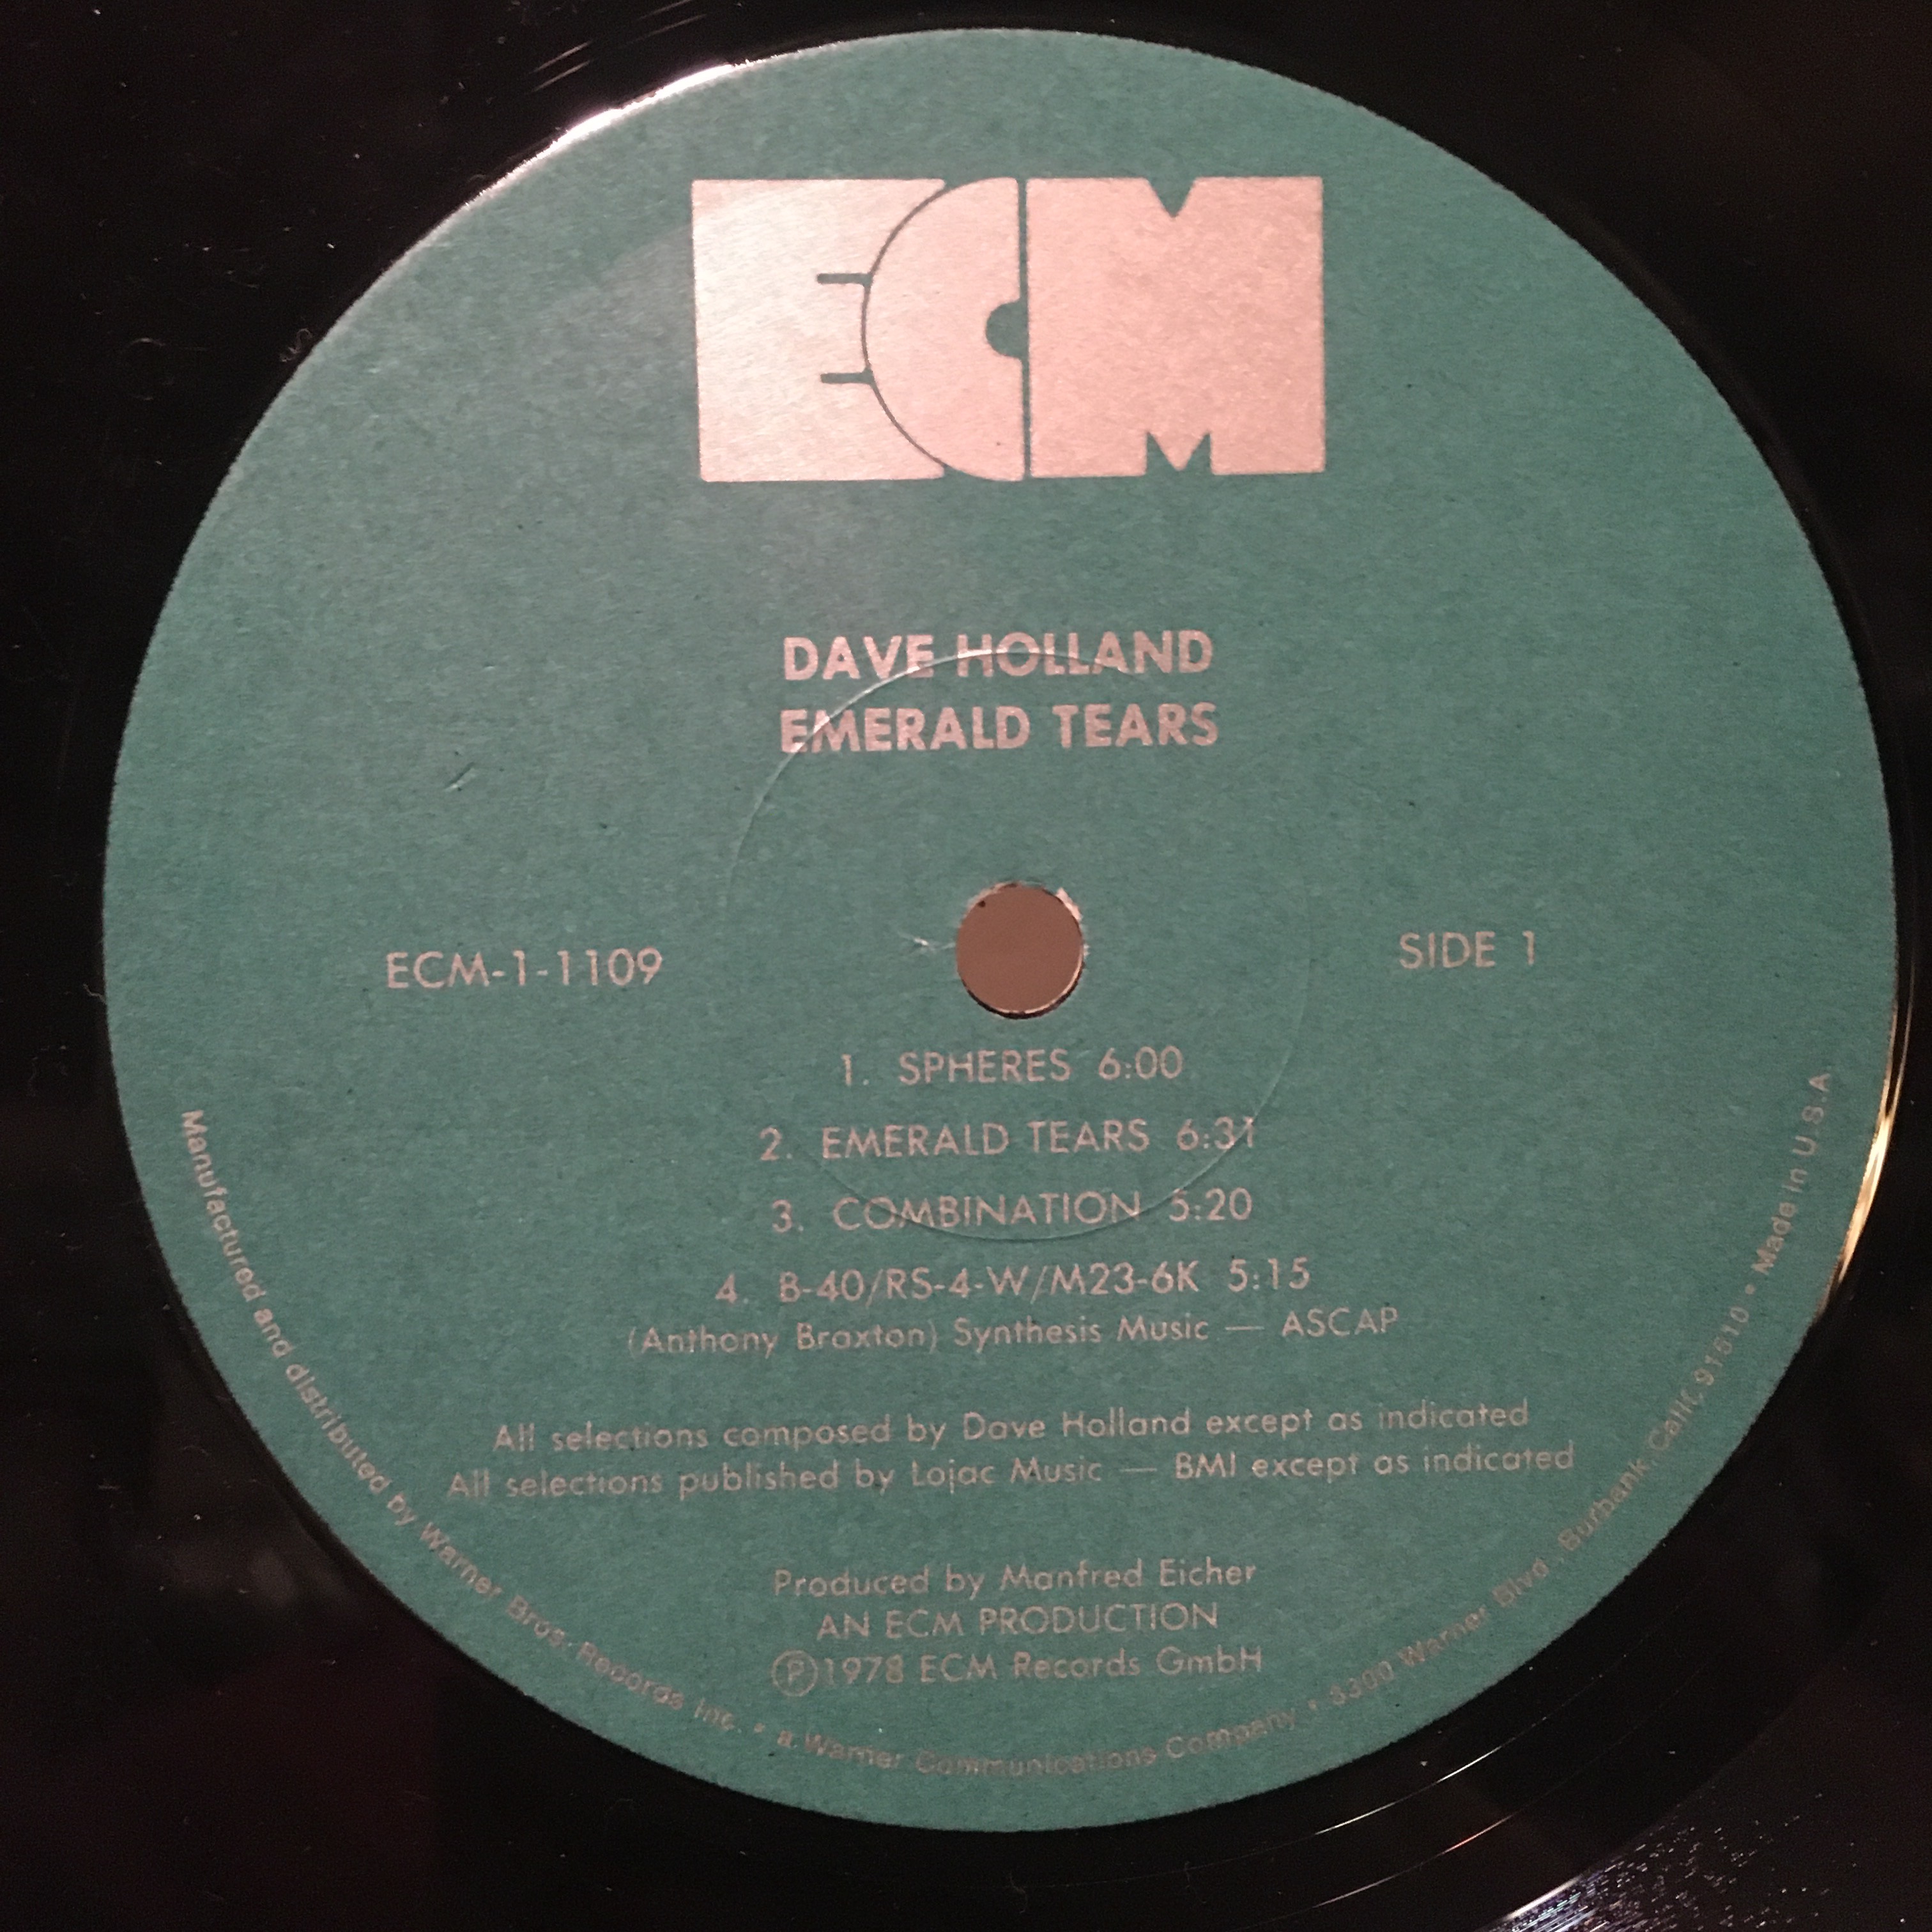 ECM
DAVE HOLLAND
EMERALD TEARS
ECM-1-1109
SIDE 1
1. SPHERES 6:00
2. EMERALD TEARS 6:31
3. COMBINATION 5:20
4. B-40/RS-4-W/M23-6K 5:15
(Anthony Braxton) Synthesis Music — ASCAP
All selections composed by Dave Holland except as indicated
All selections published by Lojac Music — BMI except as indicated
Produced by Manfred Eicher
AN ECM PRODUCTION
Ⓟ1978 ECM Records GmbH
Manufactured and distributed by Warner Bros. Records Inc. • a Warner Communications Company • 3300 Warner Blvd., Burbank, Calif. 91510 • Made in U.S.A.